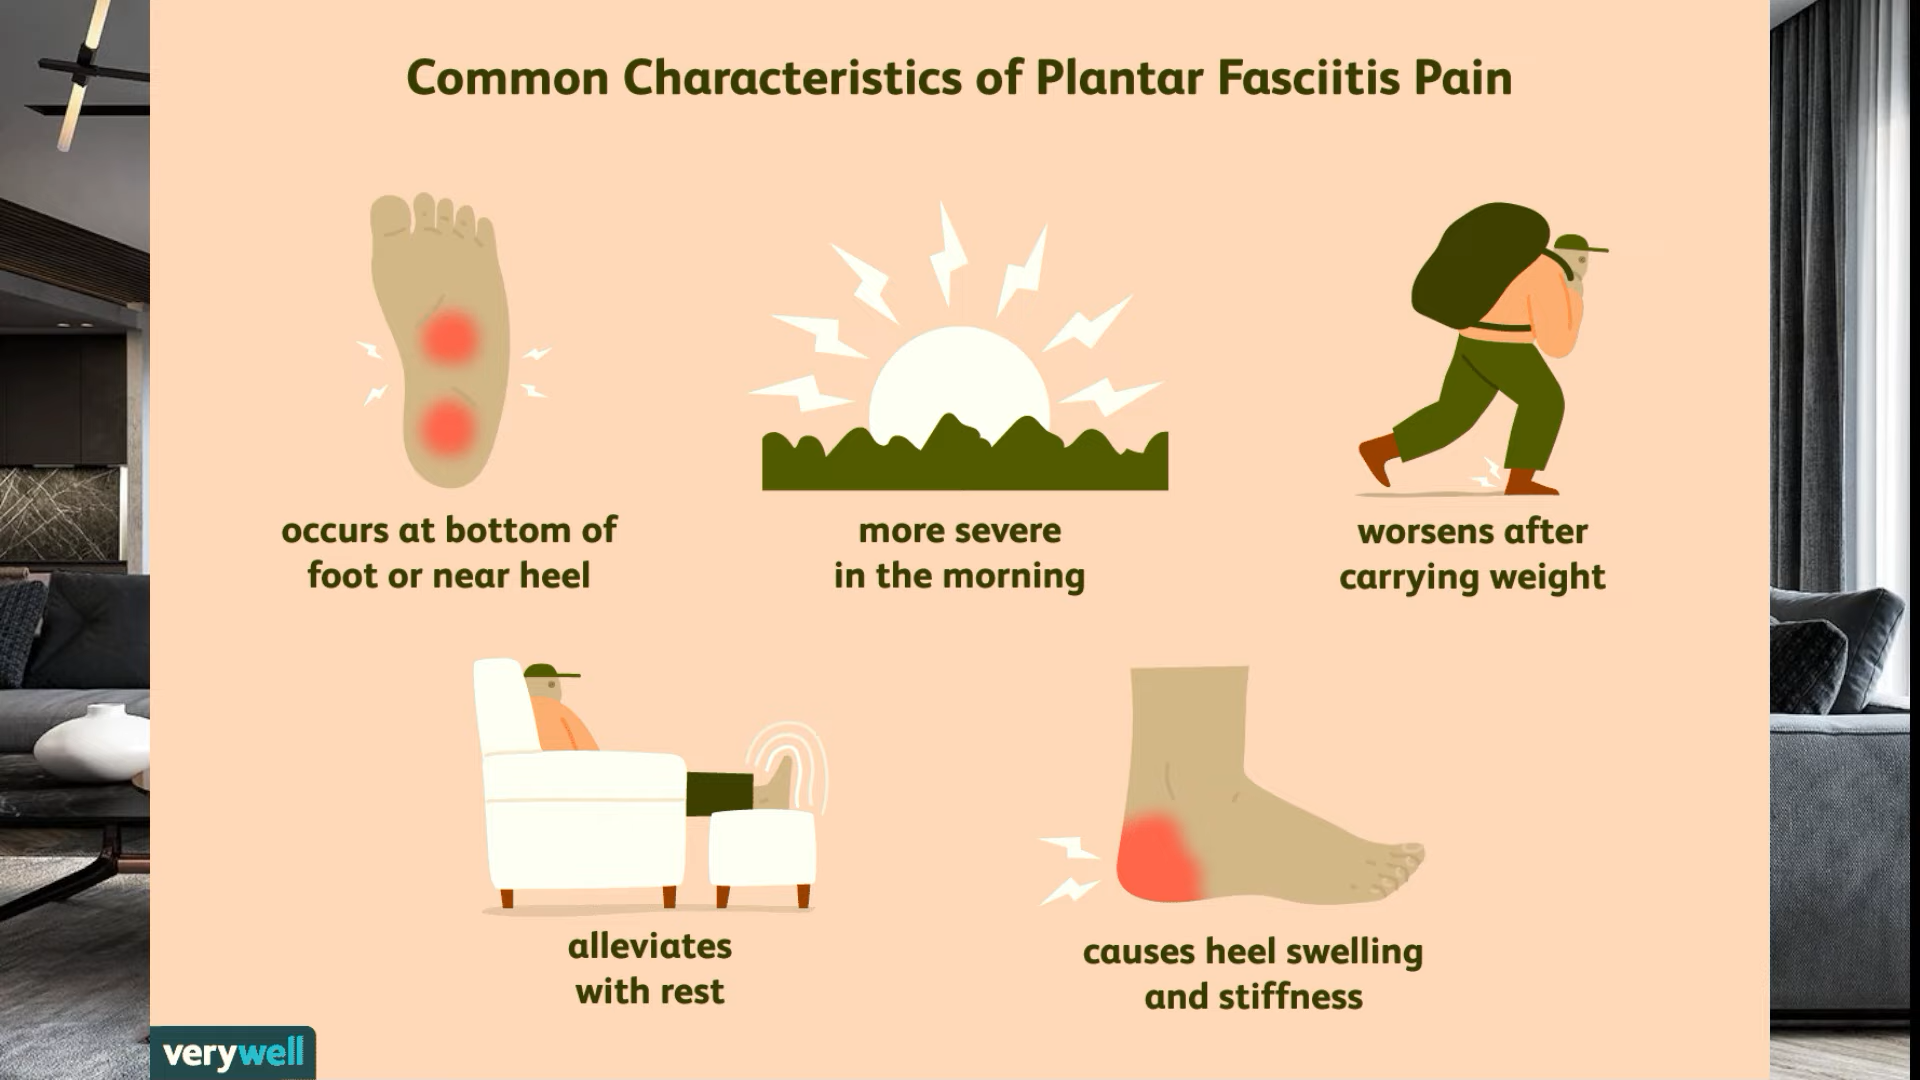 Common Characteristics of Plantar Fasciitis Pain
occurs at bottom of
foot or near heel
more severe
in the morning
worsens after
carrying weight
alleviates
with rest
causes heel swelling
and stiffness
verywell